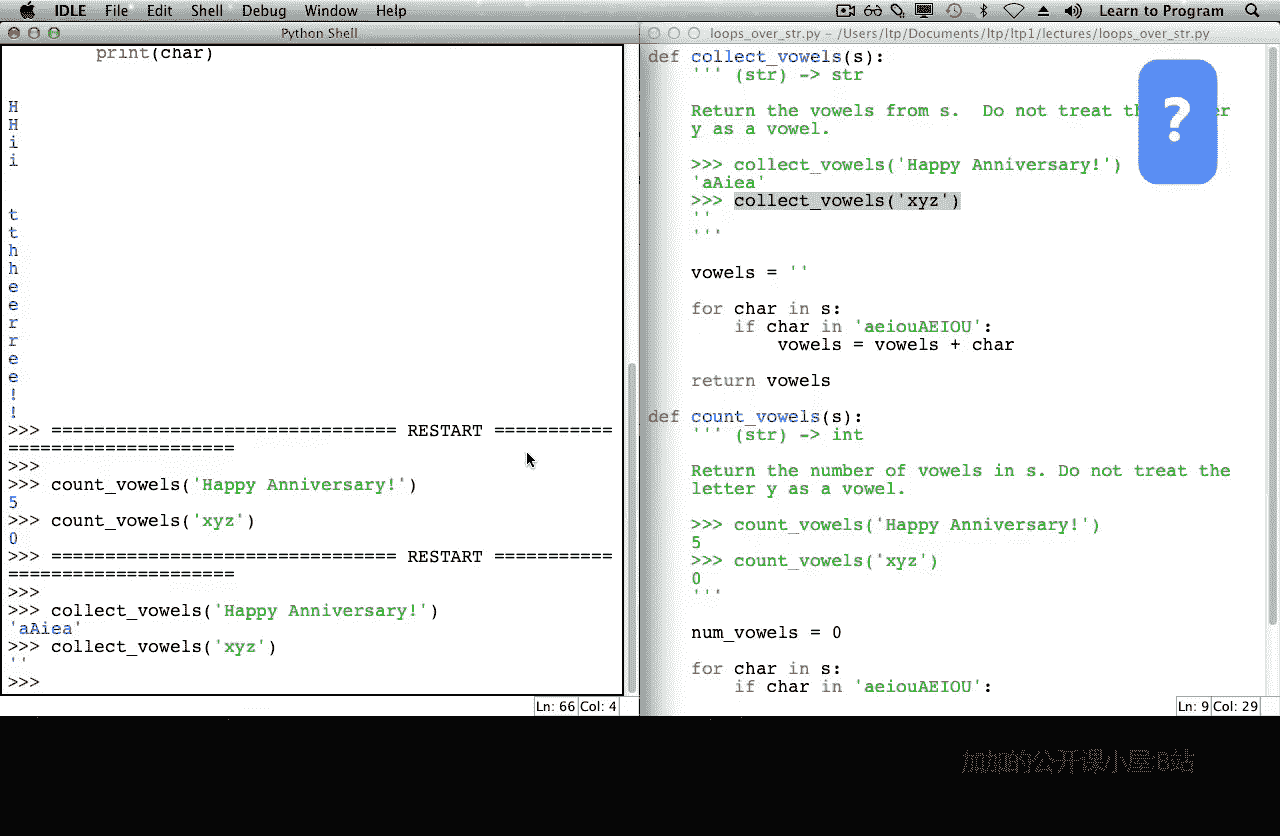 IDLE File Edit Shell Debug Window Help Learn to Program
Python Shell
print(char)
H
H
i
i
t
t
h
h
e
e
r
r
e
e
!
!
>>> ================================ RESTART ===========
=====================
>>>
>>> count_vowels('Happy Anniversary!')
5
>>> count_vowels('xyz')
0
>>> ================================ RESTART ===========
=====================
>>>
>>> collect_vowels('Happy Anniversary!')
'aAiea'
>>> collect_vowels('xyz')
''
>>>
Ln: 66 Col: 4
loops_over_str.py – /Users/ltp/Documents/ltp/ltp1/lectures/loops_over_str.py
def collect_vowels(s):
''' (str) -> str
Return the vowels from s. Do not treat th er
y as a vowel.
>>> collect_vowels('Happy Anniversary!')
'aAiea'
>>> collect_vowels('xyz')
''
'''
vowels = ''
for char in s:
if char in 'aeiouAEIOU':
vowels = vowels + char
return vowels
def count_vowels(s):
''' (str) -> int
Return the number of vowels in s. Do not treat the
letter y as a vowel.
>>> count_vowels('Happy Anniversary!')
5
>>> count_vowels('xyz')
0
'''
num_vowels = 0
for char in s:
if char in 'aeiouAEIOU':
Ln: 9 Col: 29
?
加加的公开课小屋:B站